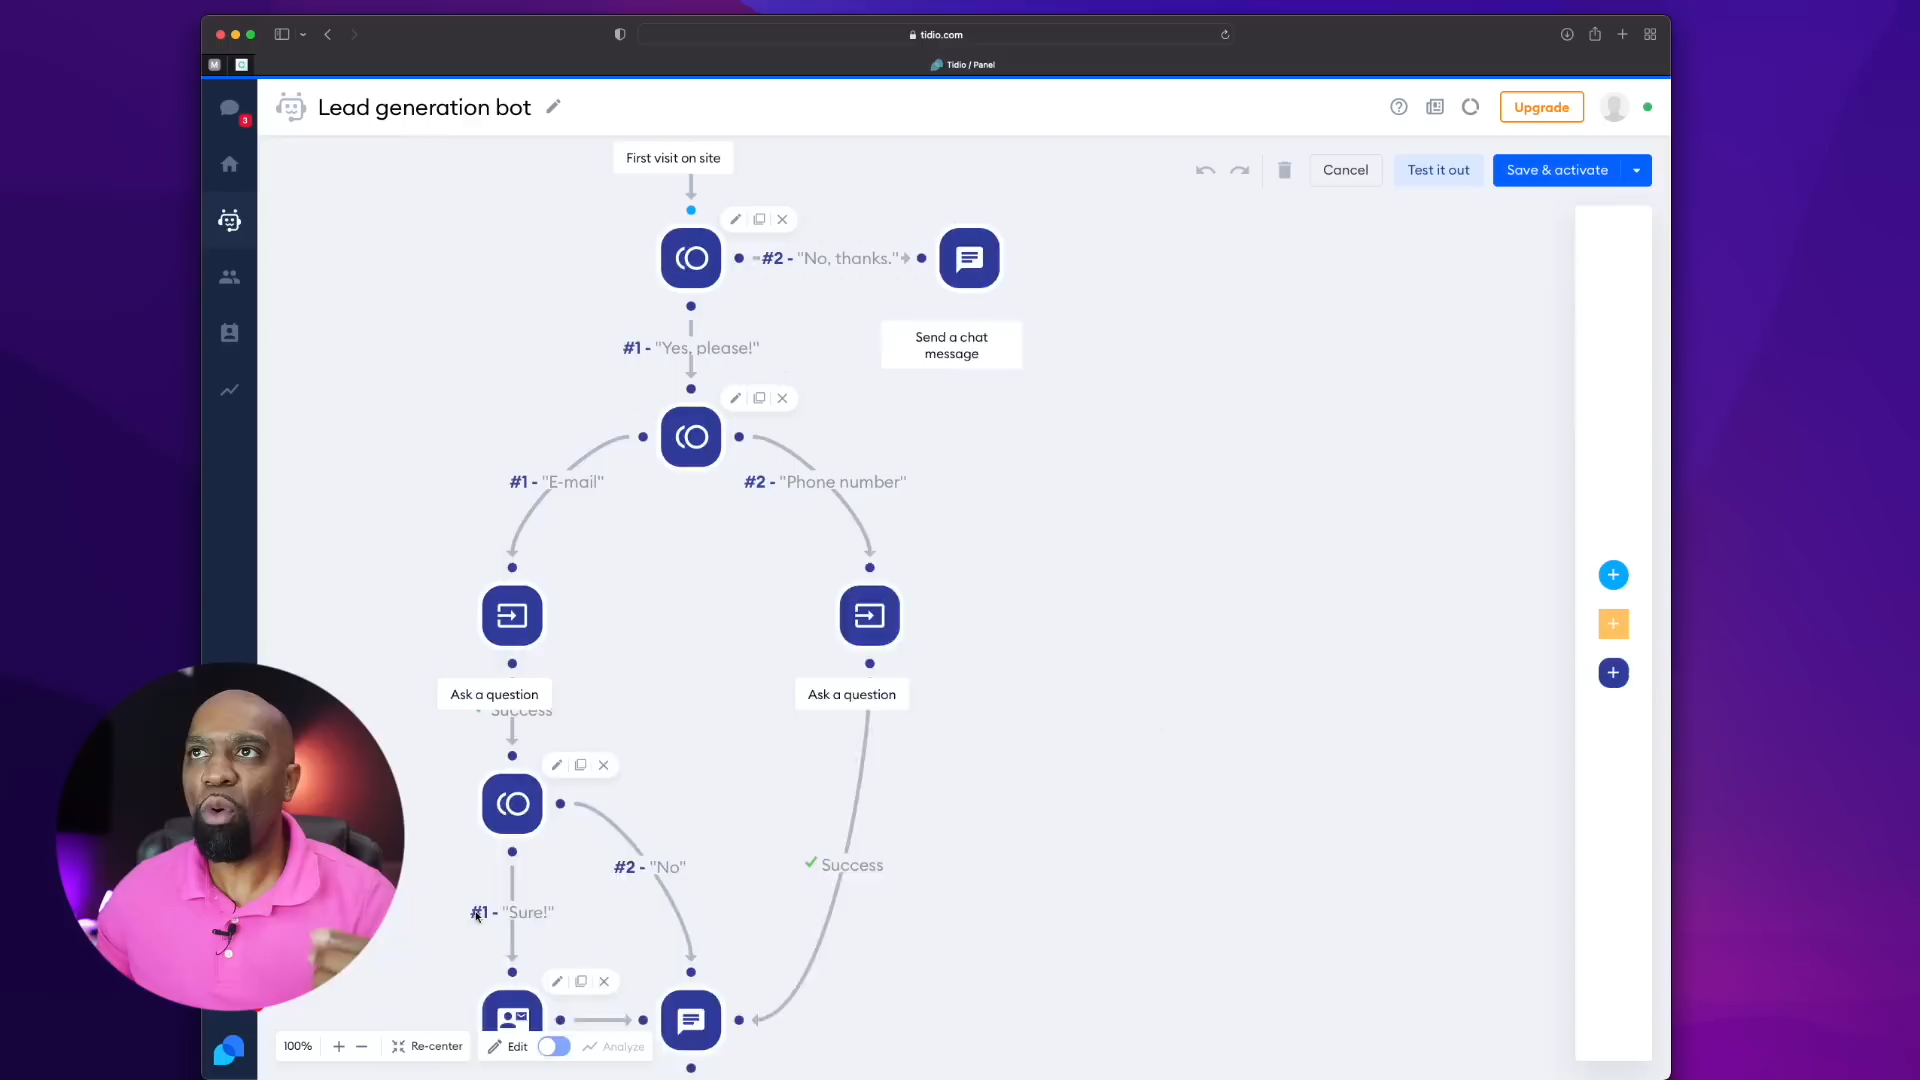 tidio.com
M
C
Tidio / Panel
3
Lead generation bot
Upgrade
First visit on site
Cancel
Test it out
Save & activate
#2 - "No, thanks."
#1 - "Yes, please!"
Send a chat
message
#1 - "E-mail"
#2 - "Phone number"
Ask a question
Ask a question
Success
#2 - "No"
Success
#1 - "Sure!"
100%
Re-center
Edit
Analyze